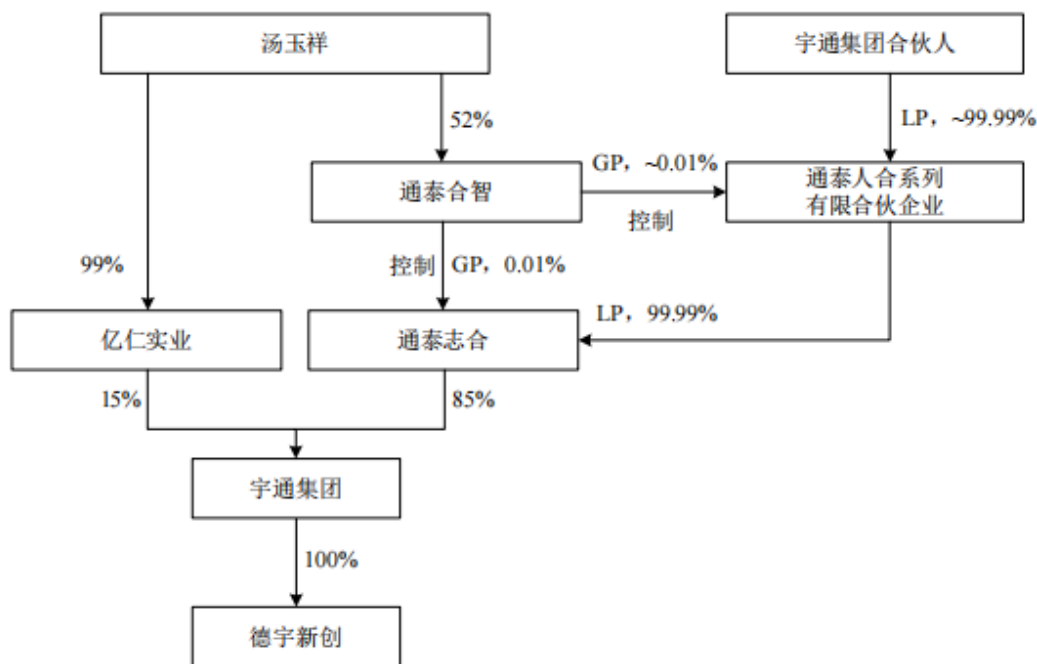 汤玉祥
宇通集团合伙人
52%
LP，~99.99%
通泰合智
GP，~0.01%
控制
通泰人合系列
有限合伙企业
99%
控制
GP，0.01%
亿仁实业
通泰志合
LP，99.99%
15%
85%
宇通集团
100%
德宇新创